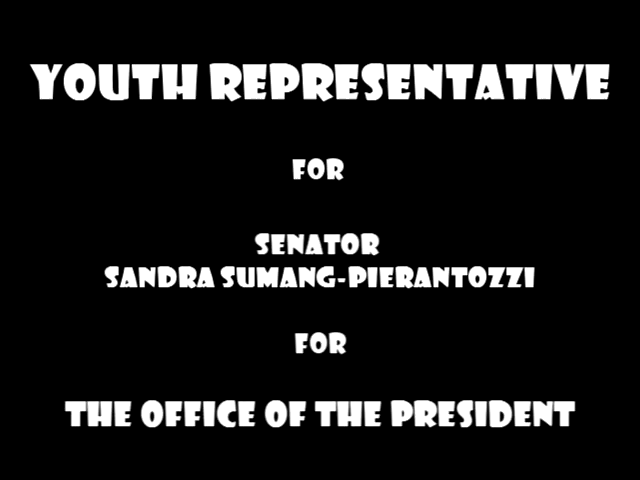 YOUTH REPRESENTATIVE
FOR
SENATOR
SANDRA SUMANG-PIERANTOZZI
FOR
THE OFFICE OF THE PRESIDENT